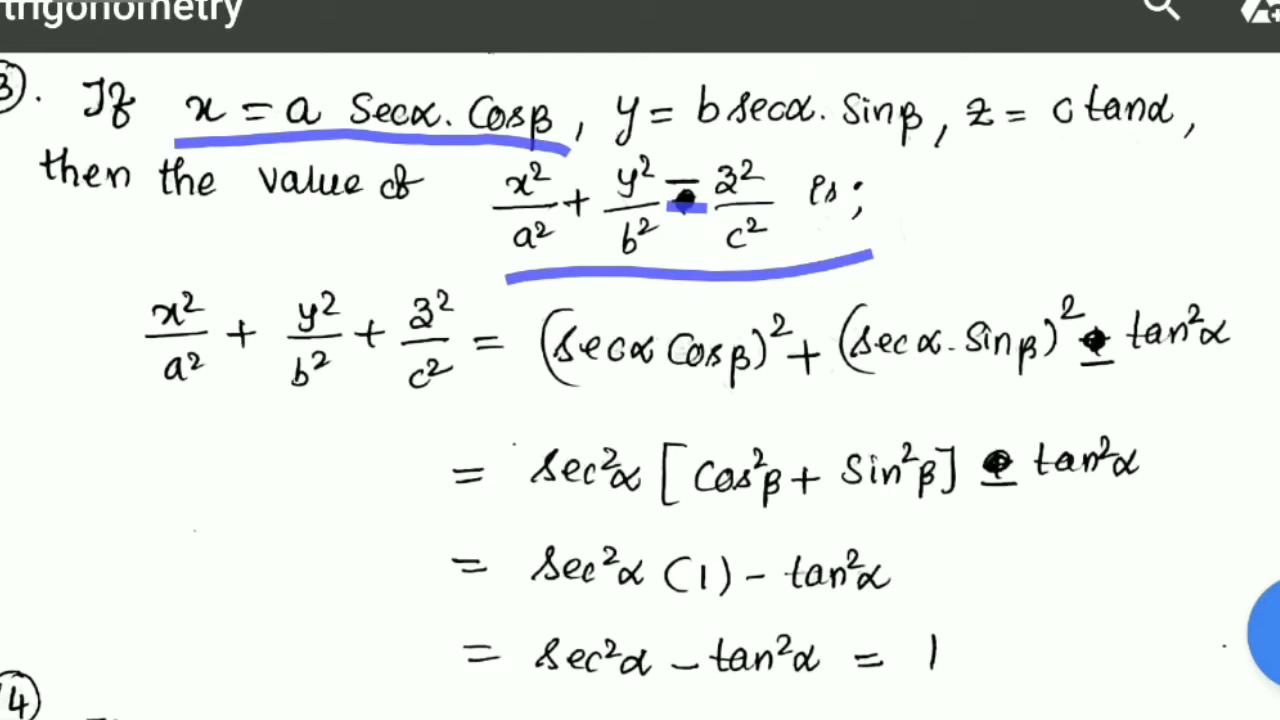 trigonometry
3. If x = a Secα. Cosβ, y = b secα. Sinβ, z = c tanα,
then the value of x²/a² + y²/b² - z²/c² is;
x²/a² + y²/b² + z²/c² = (secα Cosβ)² + (secα. Sinβ)² - tan²α
= sec²α [Cos²β + Sin²β] - tan²α
= sec²α (1) - tan²α
= sec²α - tan²α = 1
4